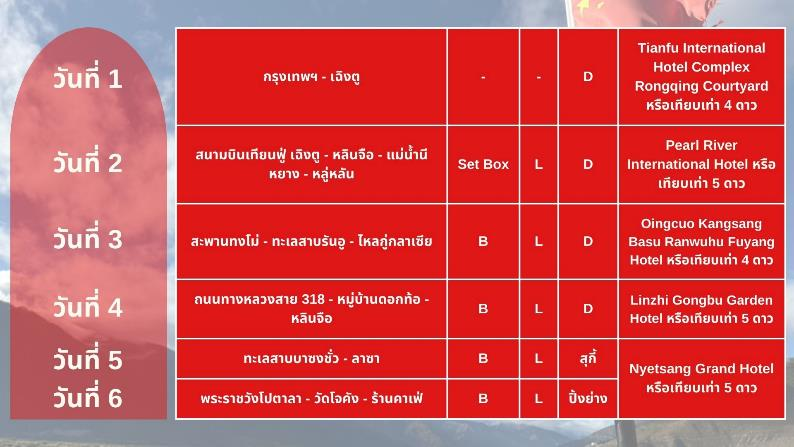 วันที่ 1
กรุงเทพฯ - เฉิงตู
-
-
D
Tianfu International
Hotel Complex
Rongqing Courtyard
หรือเทียบเท่า 4 ดาว
วันที่ 2
สนามบินเทียนฟู่ เฉิงตู - หลินจือ - แม่น้ำนี
หยาง - หลู่หลัน
Set Box
L
D
Pearl River
International Hotel หรือ
เทียบเท่า 5 ดาว
วันที่ 3
สะพานทงโม่ - ทะเลสาบรันอู - ไหลกู่กลาเซีย
B
L
D
Oingcuo Kangsang
Basu Ranwuhu Fuyang
Hotel หรือเทียบเท่า 4 ดาว
วันที่ 4
ถนนทางหลวงสาย 318 - หมู่บ้านดอกท้อ -
หลินจือ
B
L
D
Linzhi Gongbu Garden
Hotel หรือเทียบเท่า 5 ดาว
วันที่ 5
ทะเลสาบบาซงชั่ว - ลาซา
B
L
สุกี้
Nyetsang Grand Hotel
หรือเทียบเท่า 5 ดาว
วันที่ 6
พระราชวังโปตาลา - วัดโจคัง - ร้านคาเฟ่
B
L
ปิ้งย่าง